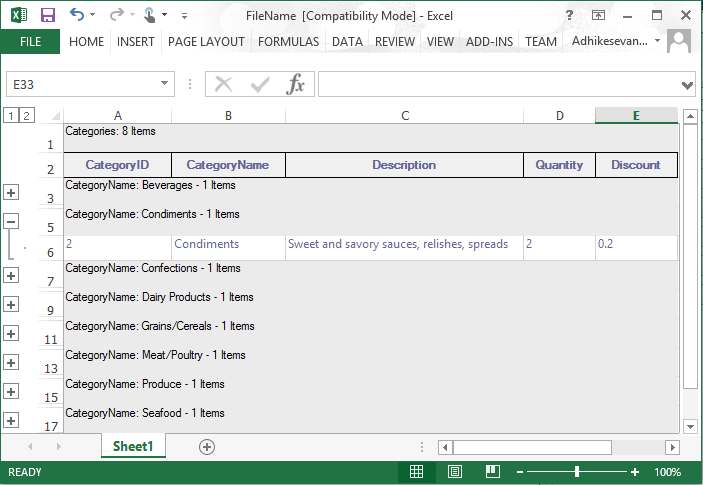 FileName [Compatibility Mode] - Excel
?
FILE HOME INSERT PAGE LAYOUT FORMULAS DATA REVIEW VIEW ADD-INS TEAM Adhikesevan...
E33 fx
1 2
A B C D E
1 Categories: 8 Items
2 CategoryID CategoryName Description Quantity Discount
3 CategoryName: Beverages - 1 Items
5 CategoryName: Condiments - 1 Items
6 2 Condiments Sweet and savory sauces, relishes, spreads 2 0.2
7 CategoryName: Confections - 1 Items
9 CategoryName: Dairy Products - 1 Items
11 CategoryName: Grains/Cereals - 1 Items
13 CategoryName: Meat/Poultry - 1 Items
15 CategoryName: Produce - 1 Items
17 CategoryName: Seafood - 1 Items
Sheet1
READY 100%